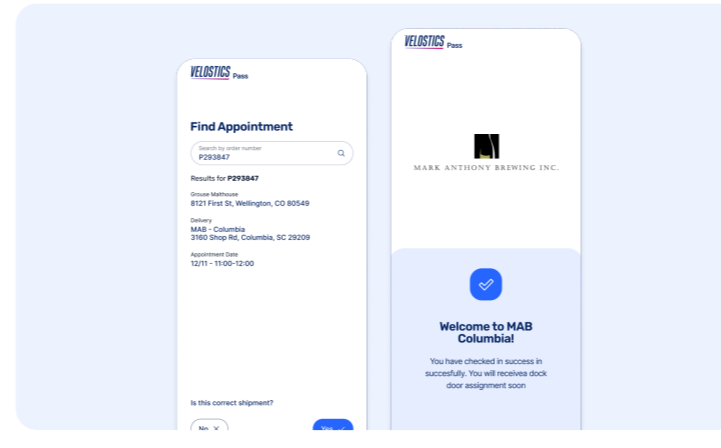 VELOSTICS Pass
Find Appointment
Search by order number
P293847
Results for P293847
Grouse Malthouse
8121 First St, Wellington, CO 80549
Delivery
MAB - Columbia
3160 Shop Rd, Columbia, SC 29209
Appointment Date
12/11 - 11:00-12:00
Is this correct shipment?
No
Yes
VELOSTICS Pass
MARK ANTHONY BREWING INC.
Welcome to MAB
Columbia!
You have checked in success in
succesfully. You will receivea dock
door assignment soon